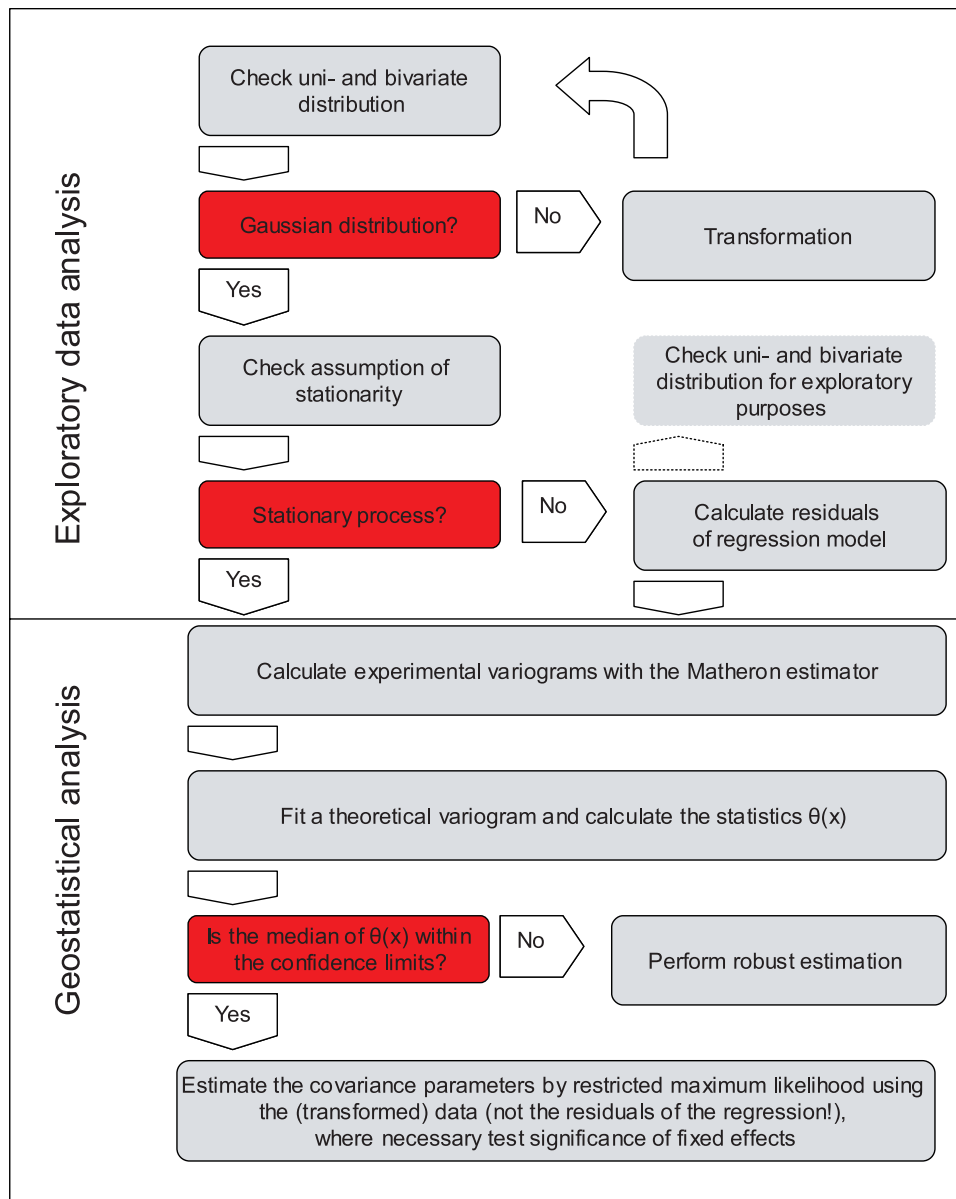 Exploratory data analysis
Check uni- and bivariate
distribution
Gaussian distribution?
No
Transformation
Yes
Check assumption of
stationarity
Check uni- and bivariate
distribution for exploratory
purposes
Stationary process?
No
Calculate residuals
of regression model
Yes
Geostatistical analysis
Calculate experimental variograms with the Matheron estimator
Fit a theoretical variogram and calculate the statistics θ(x)
Is the median of θ(x) within
the confidence limits?
No
Perform robust estimation
Yes
Estimate the covariance parameters by restricted maximum likelihood using
the (transformed) data (not the residuals of the regression!),
where necessary test significance of fixed effects